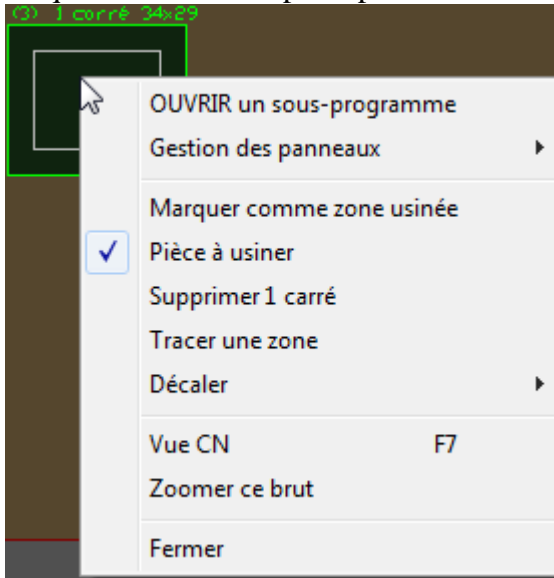 (3) 1 corré 34x29
OUVRIR un sous-programme
Gestion des panneaux
Marquer comme zone usinée
Pièce à usiner
Supprimer 1 carré
Tracer une zone
Décaler
Vue CN F7
Zoomer ce brut
Fermer